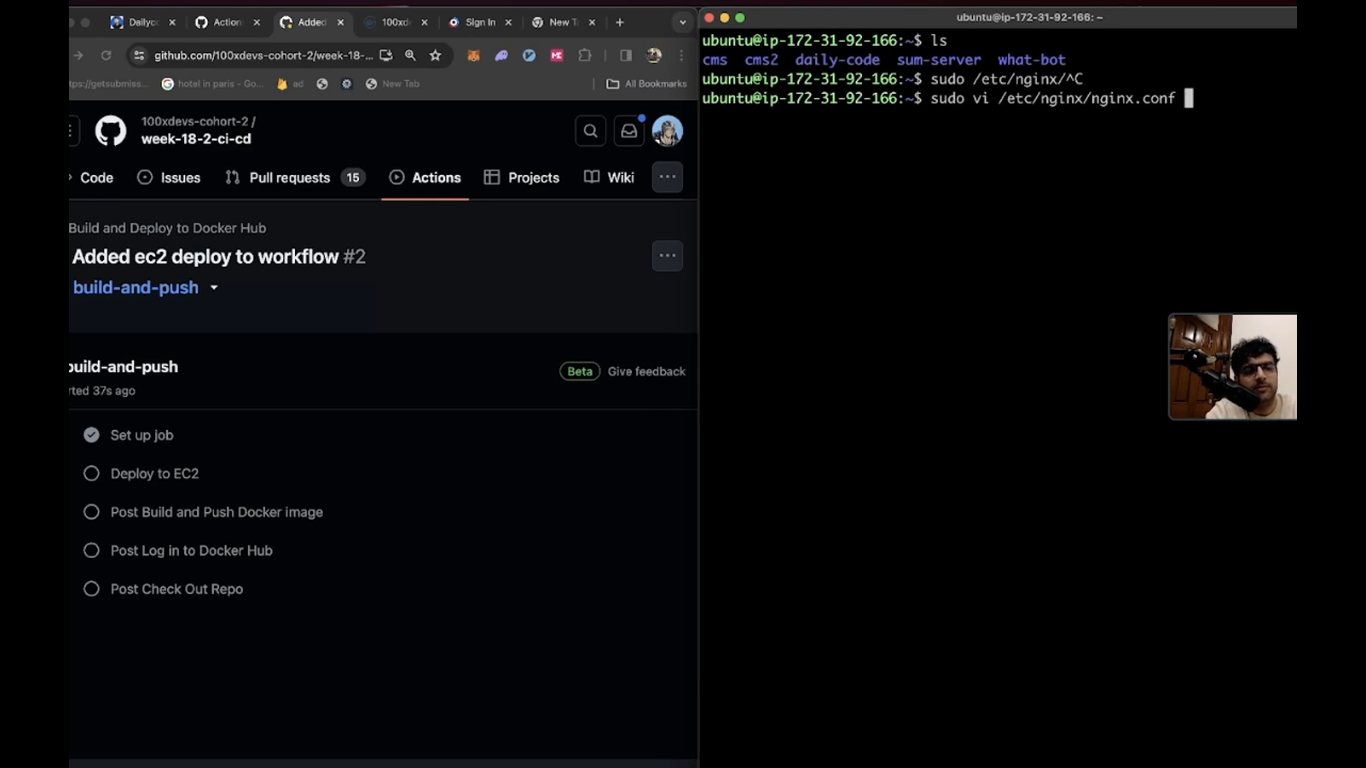 Dailyco
Action
Added
100xd
Sign In
New T
github.com/100xdevs-cohort-2/week-18-...
ttps://getsubmiss...
hotel in paris - Go...
ad
New Tab
All Bookmarks
100xdevs-cohort-2 /
week-18-2-ci-cd
Code
Issues
Pull requests 15
Actions
Projects
Wiki
Build and Deploy to Docker Hub
Added ec2 deploy to workflow #2
build-and-push
build-and-push
rted 37s ago
Beta Give feedback
Set up job
Deploy to EC2
Post Build and Push Docker image
Post Log in to Docker Hub
Post Check Out Repo
ubuntu@ip-172-31-92-166: ~
ubuntu@ip-172-31-92-166:~$ ls
cms cms2 daily-code sum-server what-bot
ubuntu@ip-172-31-92-166:~$ sudo /etc/nginx/^C
ubuntu@ip-172-31-92-166:~$ sudo vi /etc/nginx/nginx.conf